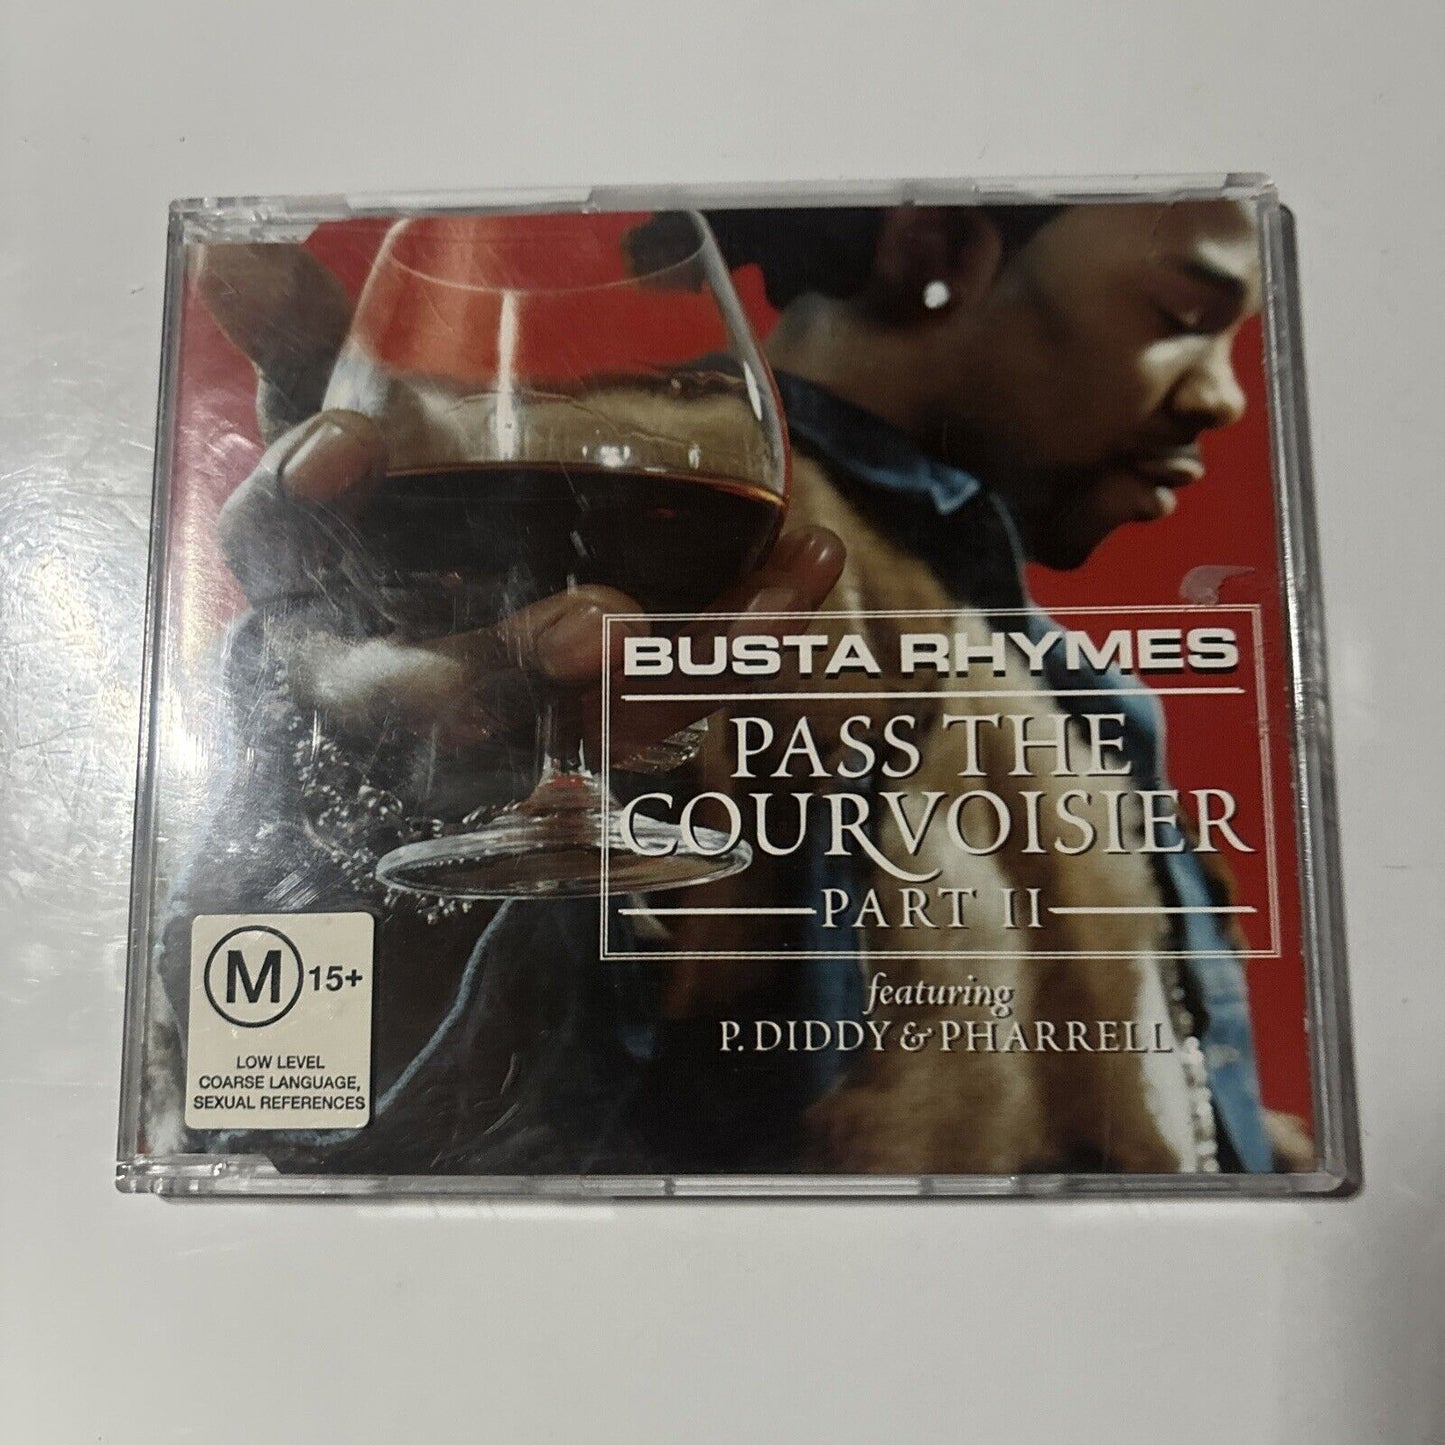 BUSTA RHYMES
PASS THE
COURVOISIER
PART II
featuring
P. DIDDY & PHARRELL
M 15+
LOW LEVEL
COARSE LANGUAGE,
SEXUAL REFERENCES